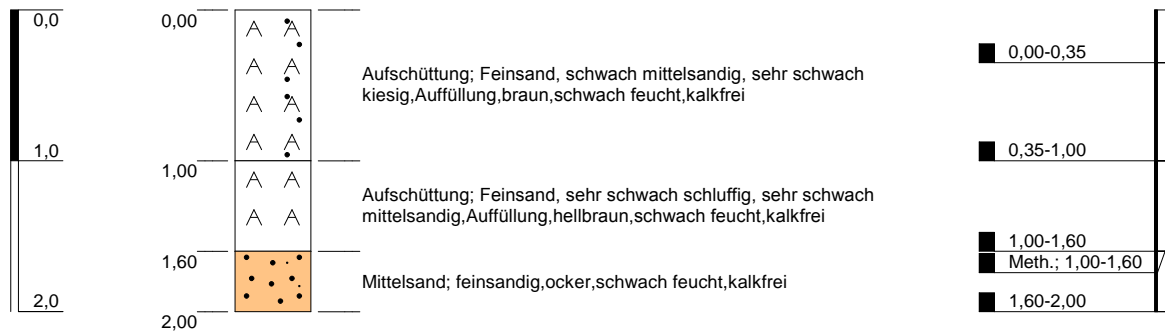 0,0
0,00
0,00-0,35
Aufschüttung; Feinsand, schwach mittelsandig, sehr schwach
kiesig,Auffüllung,braun,schwach feucht,kalkfrei
1,0
1,00
0,35-1,00
Aufschüttung; Feinsand, sehr schwach schluffig, sehr schwach
mittelsandig,Auffüllung,hellbraun,schwach feucht,kalkfrei
1,60
1,00-1,60
Meth.; 1,00-1,60
Mittelsand; feinsandig,ocker,schwach feucht,kalkfrei
2,0
2,00
1,60-2,00